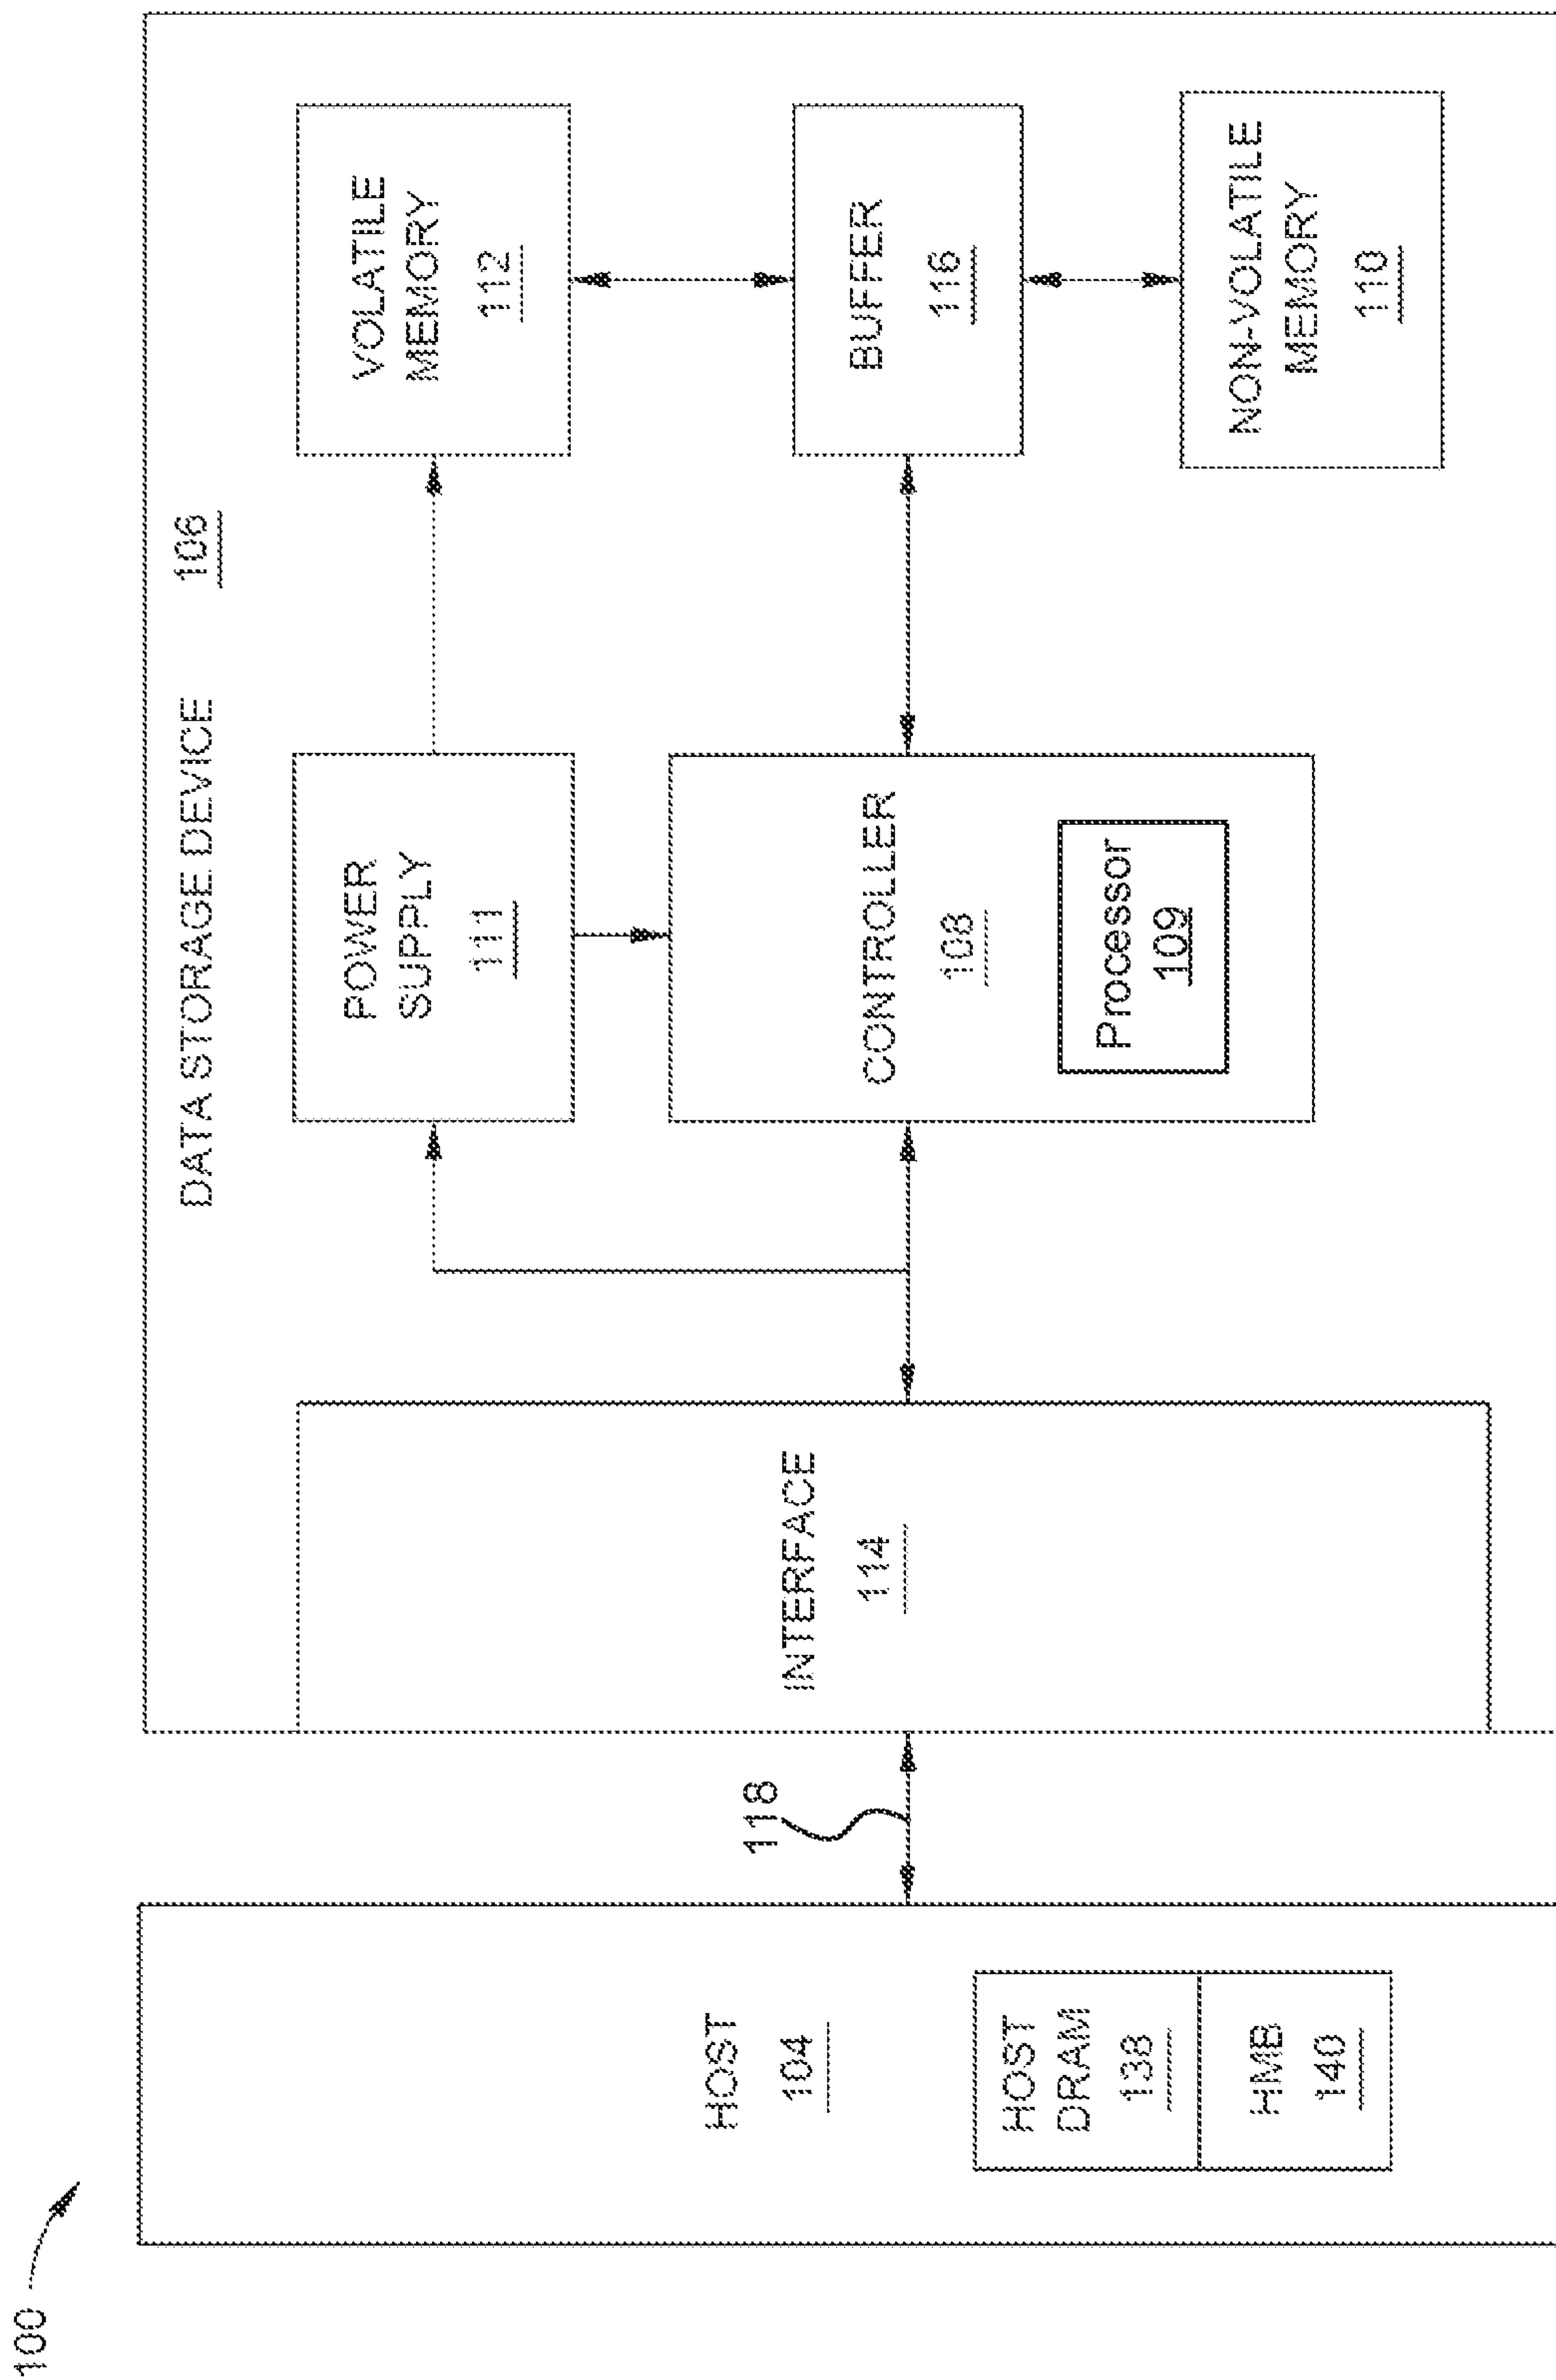 100
HOST
104
HOST
DRAM
138
HMB
140
118
DATA STORAGE DEVICE 106
INTERFACE
114
POWER
SUPPLY
111
CONTROLLER
108
Processor
109
VOLATILE
MEMORY
112
BUFFER
116
NON-VOLATILE
MEMORY
110